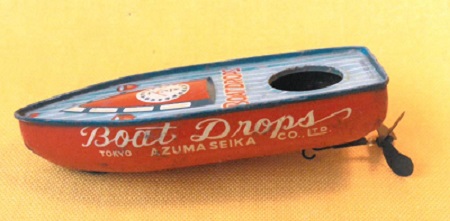 Boat Drops
CO., LTD.
TOKYO AZUMA SEIKA